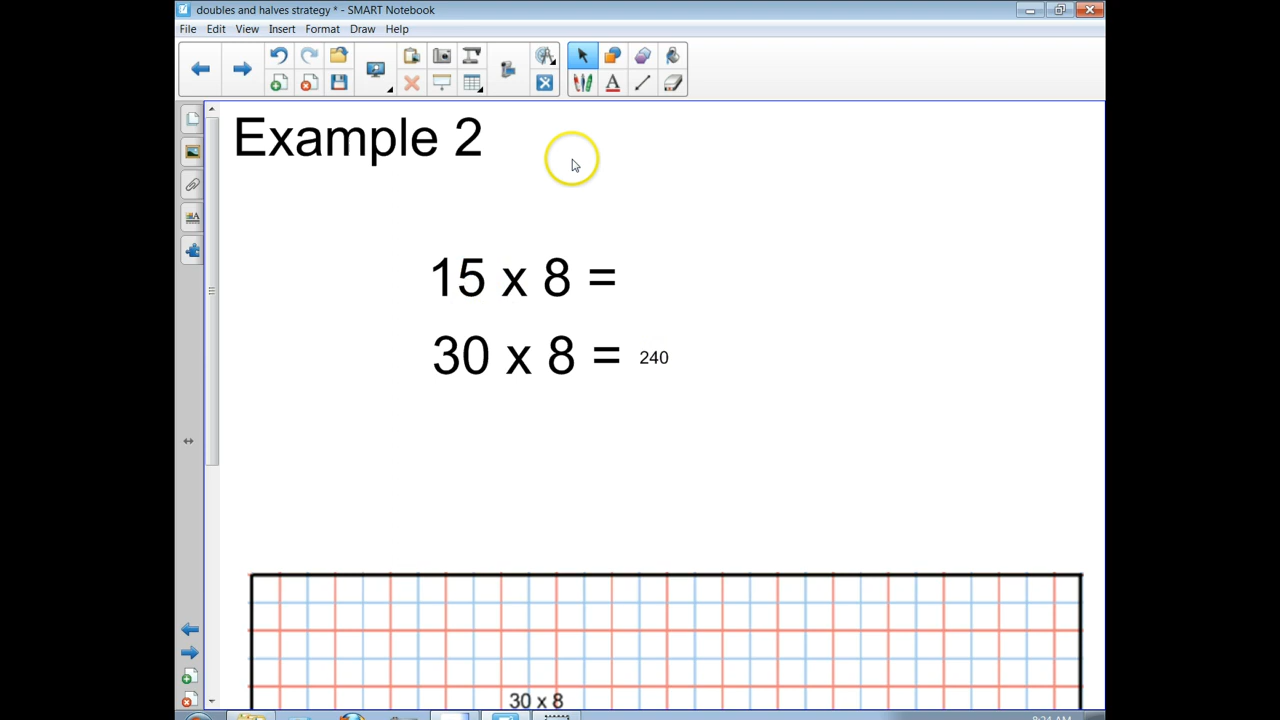 doubles and halves strategy * - SMART Notebook
File Edit View Insert Format Draw Help
Example 2
15 x 8 =
30 x 8 = 240
30 x 8